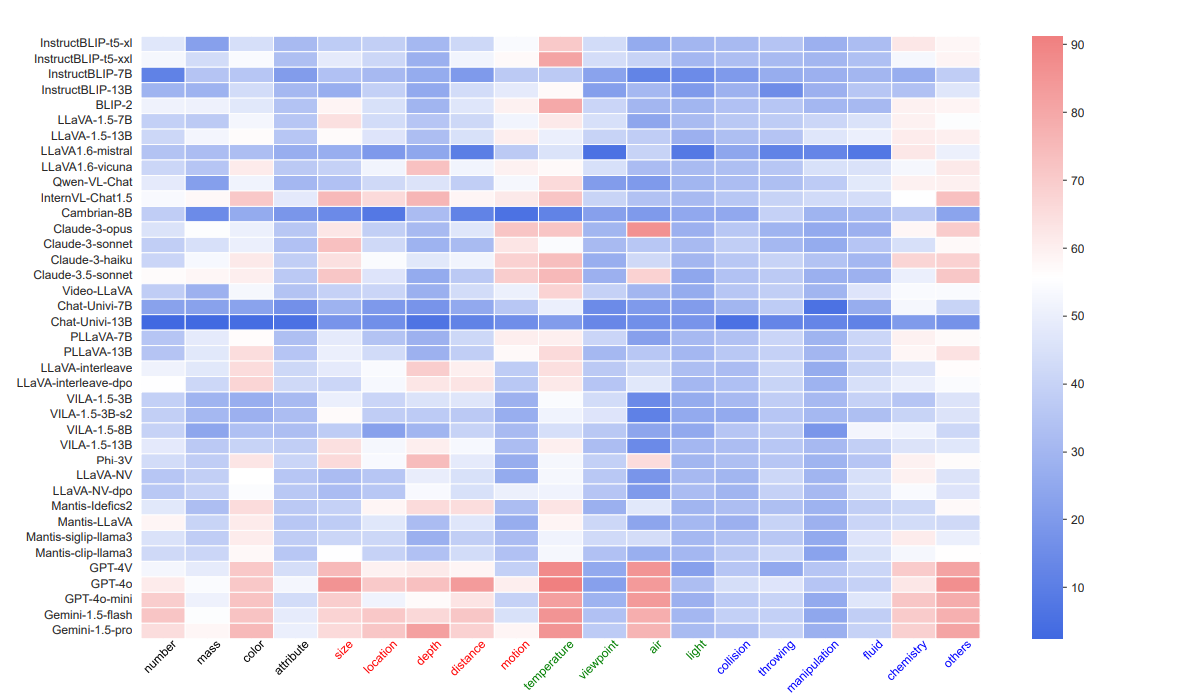 InstructBLIP-t5-xl
InstructBLIP-t5-xxl
InstructBLIP-7B
InstructBLIP-13B
BLIP-2
LLaVA-1.5-7B
LLaVA-1.5-13B
LLaVA1.6-mistral
LLaVA1.6-vicuna
Qwen-VL-Chat
InternVL-Chat1.5
Cambrian-8B
Claude-3-opus
Claude-3-sonnet
Claude-3-haiku
Claude-3.5-sonnet
Video-LLaVA
Chat-Univi-7B
Chat-Univi-13B
PLLaVA-7B
PLLaVA-13B
LLaVA-interleave
LLaVA-interleave-dpo
VILA-1.5-3B
VILA-1.5-3B-s2
VILA-1.5-8B
VILA-1.5-13B
Phi-3V
LLaVA-NV
LLaVA-NV-dpo
Mantis-Idefics2
Mantis-LLaVA
Mantis-siglip-llama3
Mantis-clip-llama3
GPT-4V
GPT-4o
GPT-4o-mini
Gemini-1.5-flash
Gemini-1.5-pro
number
mass
color
attribute
size
location
depth
distance
motion
temperature
viewpoint
air
light
collision
throwing
manipulation
fluid
chemistry
others
90
80
70
60
50
40
30
20
10